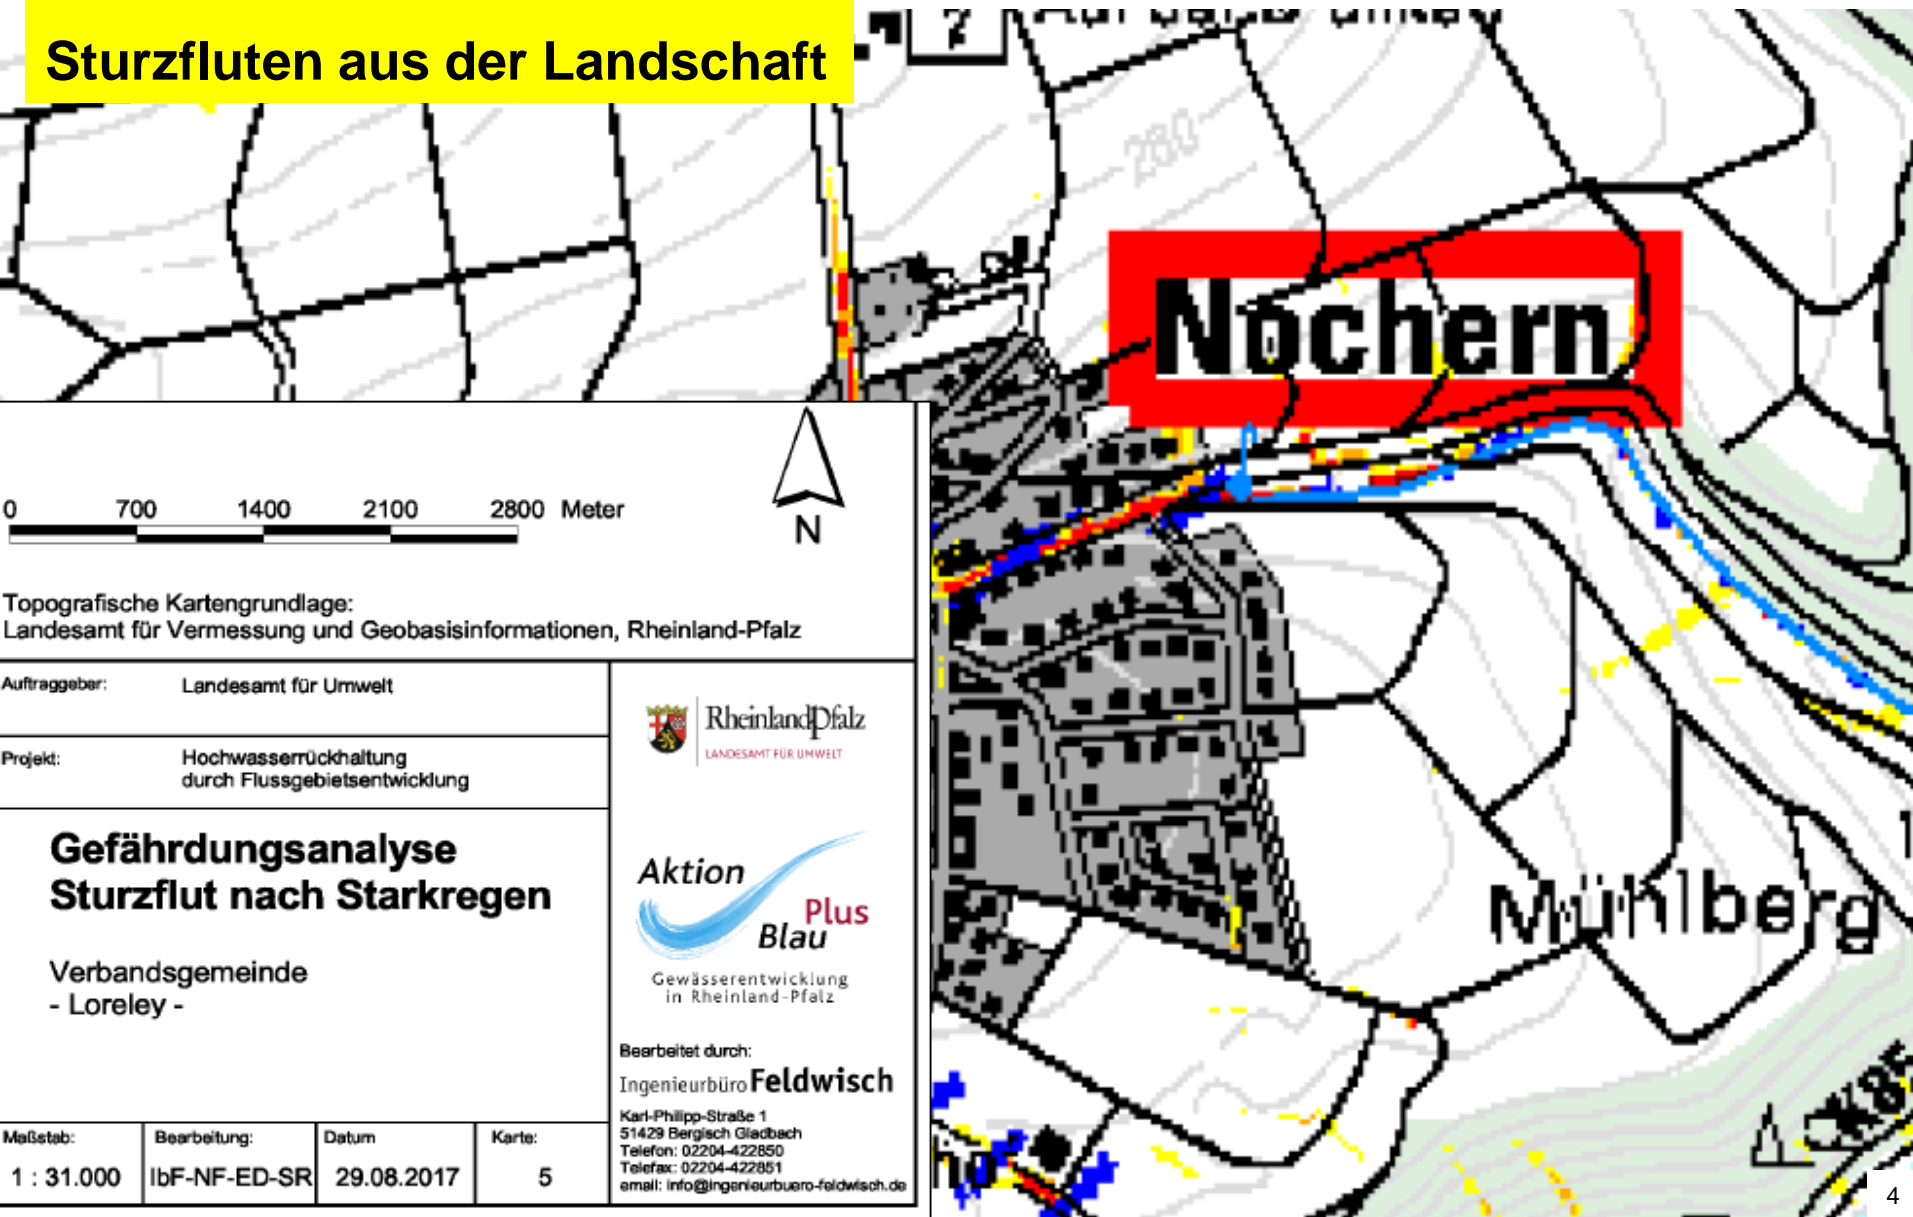 Sturzfluten aus der Landschaft
?
280
Nochern
0 700 1400 2100 2800 Meter
N
Topografische Kartengrundlage:
Landesamt für Vermessung und Geobasisinformationen, Rheinland-Pfalz
Auftraggeber: Landesamt für Umwelt
Projekt: Hochwasserrückhaltung
durch Flussgebietsentwicklung
RheinlandPfalz
LANDESAMT FÜR UMWELT
Gefährdungsanalyse
Sturzflut nach Starkregen
Verbandsgemeinde
- Loreley -
Aktion
Blau Plus
Gewässerentwicklung
in Rheinland-Pfalz
Bearbeitet durch:
Ingenieurbüro Feldwisch
Karl-Philipp-Straße 1
51429 Bergisch Gladbach
Telefon: 02204-422850
Telefax: 02204-422851
email: info@ingenieurbuero-feldwisch.de
Maßstab: Bearbeitung: Datum Karte:
1 : 31.000 IbF-NF-ED-SR 29.08.2017 5
Mühlberg
K85
4